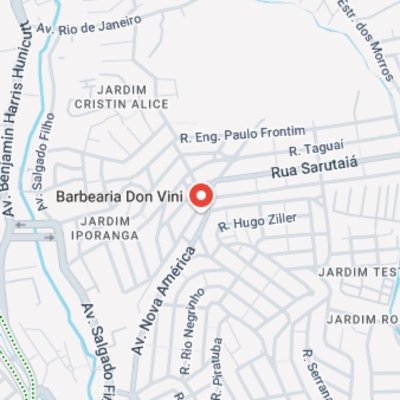 Av. Rio de Janeiro
Estr. dos Morros
Av. Benjamin Harris Hunicutt
Av. Salgado Filho
JARDIM
CRISTIN ALICE
R. Eng. Paulo Frontim
R. Taguaí
Rua Sarutaiá
Barbearia Don Vini
JARDIM
IPORANGA
R. Hugo Ziller
Av. Nova América
JARDIM TEST
JARDIM RO
Av. Salgado Fi
R. Rio Negrinho
R. Piratuba
R. Serrana